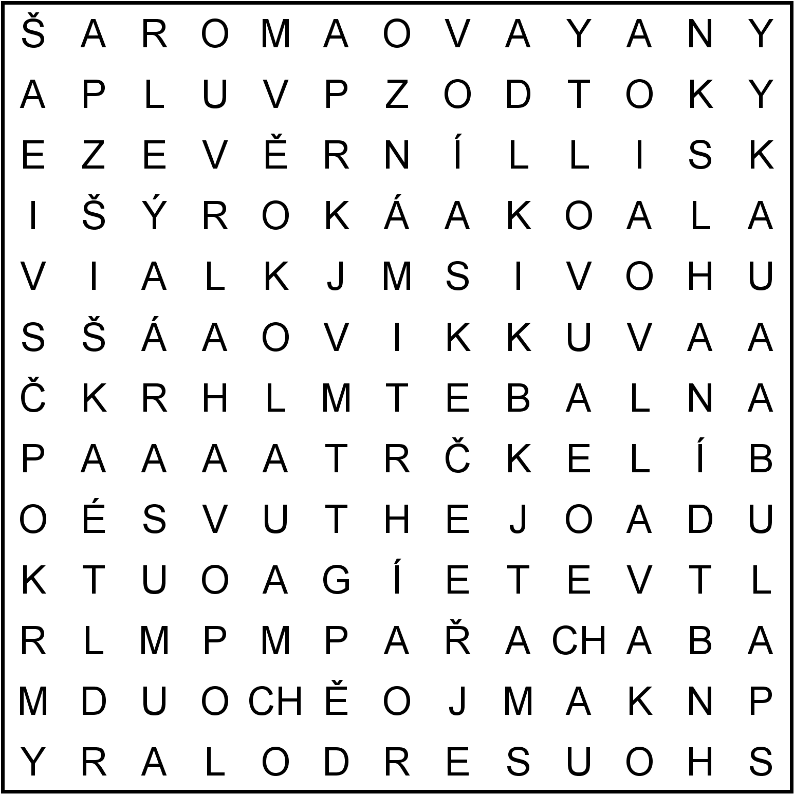 Š A R O M A O V A Y A N Y
A P L U V P Z O D T O K Y
E Z E V Ě R N Í L L I S K
I Š Ý R O K Á A K O A L A
V I A L K J M S I V O H U
S Š Á A O V I K K U V A A
Č K R H L M T E B A L N A
P A A A A T R Č K E L Í B
O É S V U T H E J O A D U
K T U O A G Í E T E V T L
R L M P M P A Ř A CH A B A
M D U O CH Ě O J M A K N P
Y R A L O D R E S U O H S